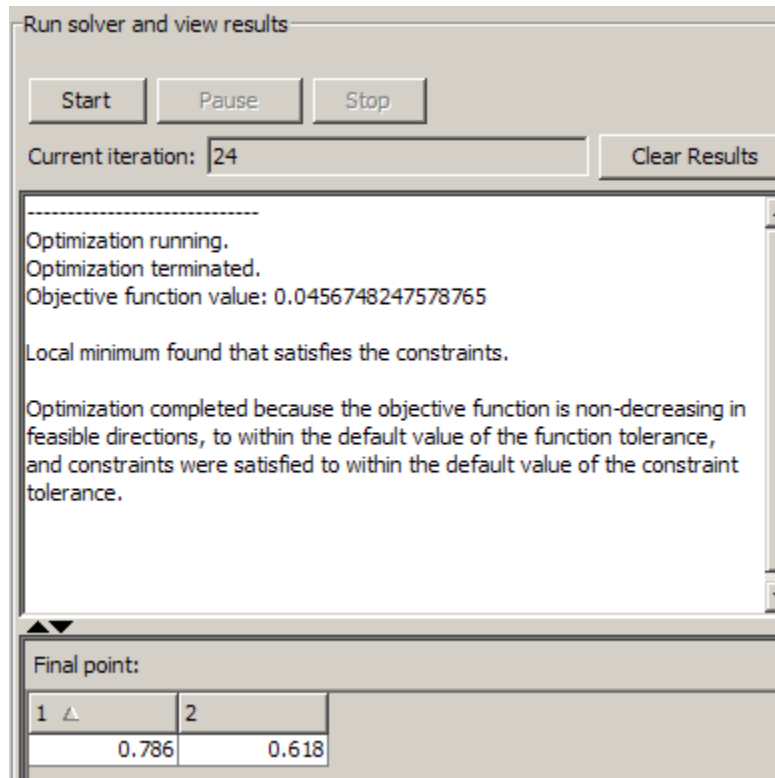 Run solver and view results
Start Pause Stop
Current iteration: 24 Clear Results
------------------------------
Optimization running.
Optimization terminated.
Objective function value: 0.0456748247578765
Local minimum found that satisfies the constraints.
Optimization completed because the objective function is non-decreasing in
feasible directions, to within the default value of the function tolerance,
and constraints were satisfied to within the default value of the constraint
tolerance.
Final point:
1 2
0.786 0.618